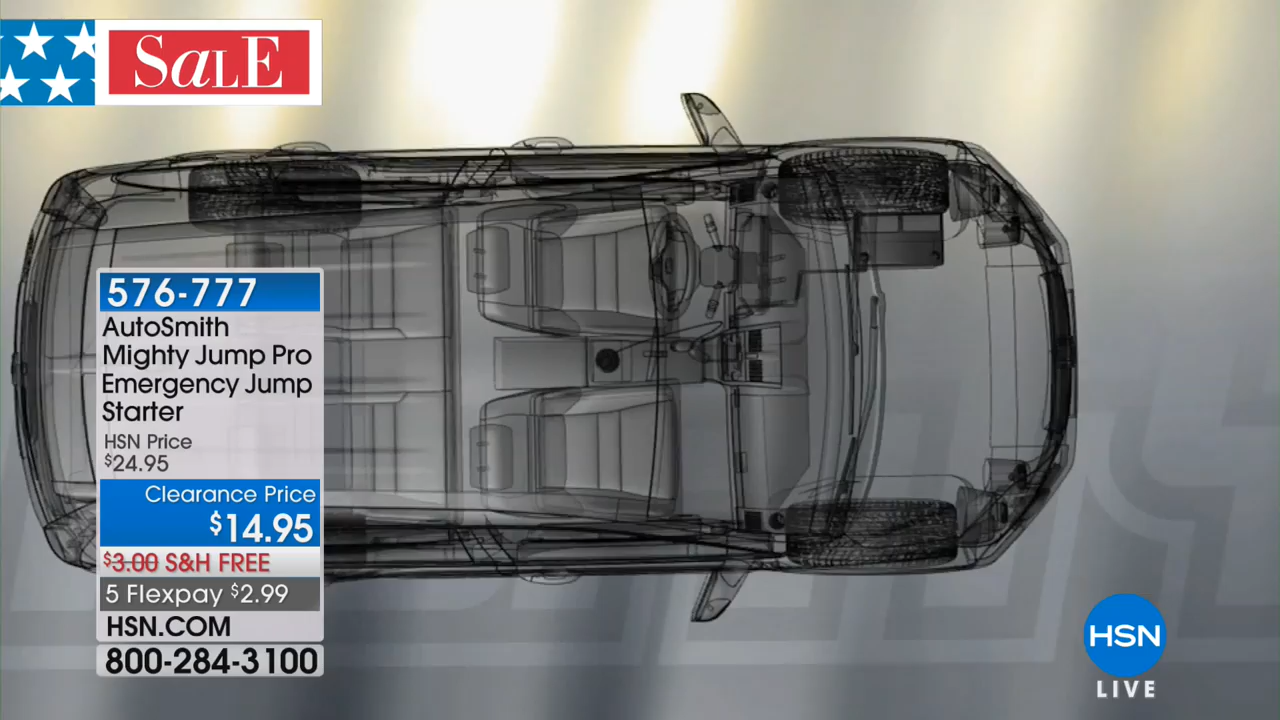 SaLE
576-777
AutoSmith
Mighty Jump Pro
Emergency Jump
Starter
HSN Price
$24.95
Clearance Price
$14.95
$3.00 S&H FREE
5 Flexpay $2.99
HSN.COM
800-284-3100
HSN
LIVE